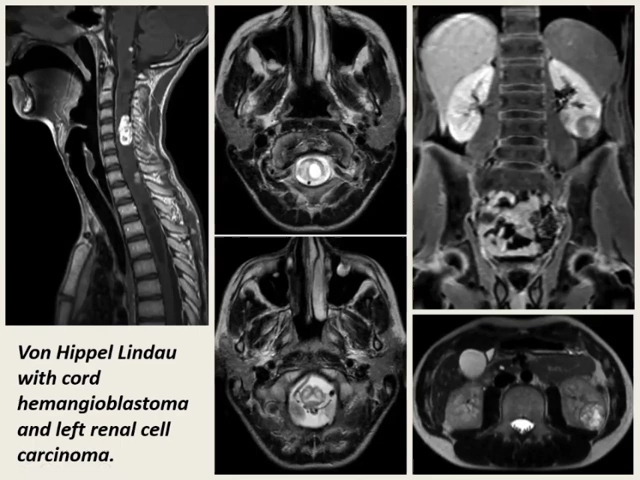 Von Hippel Lindau
with cord
hemangioblastoma
and left renal cell
carcinoma.